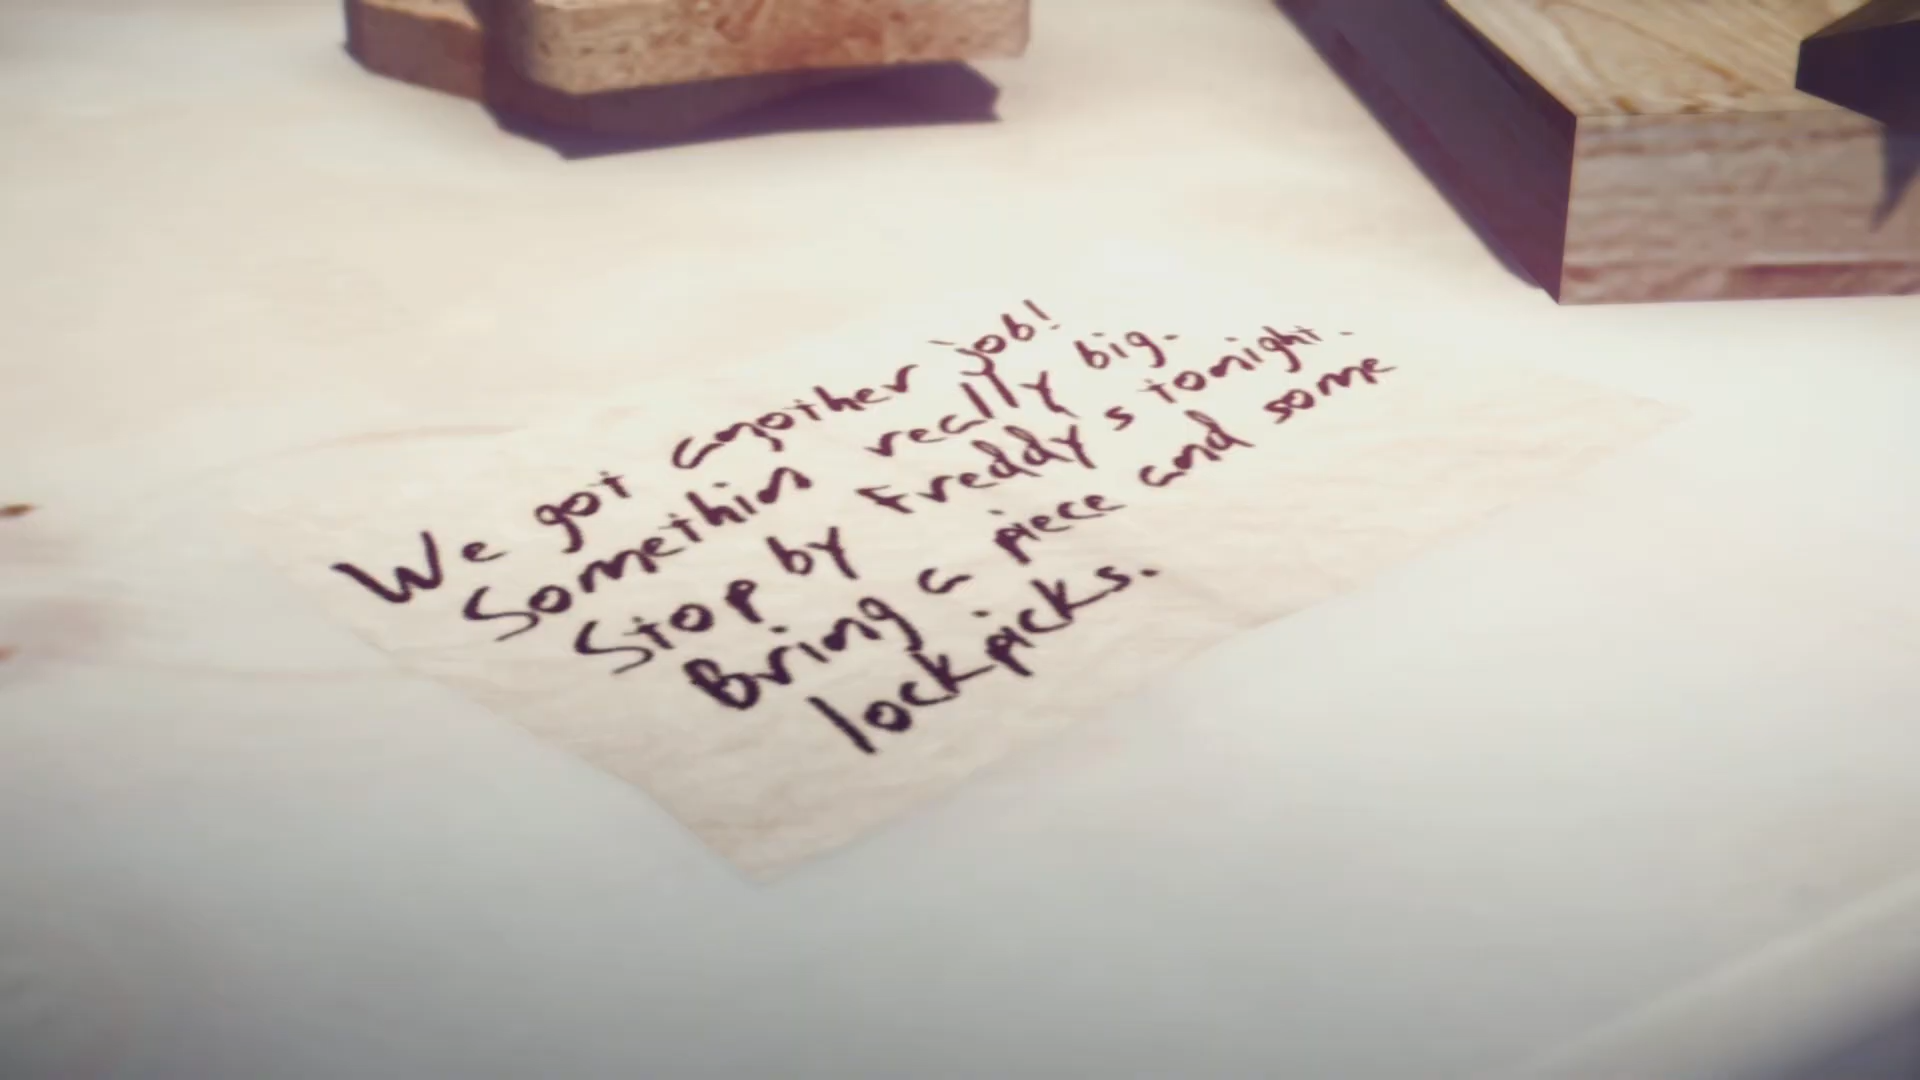 We got another job!
Somethin really big.
Stop by Freddy s tonight.
Bring a piece and some
lockpicks.